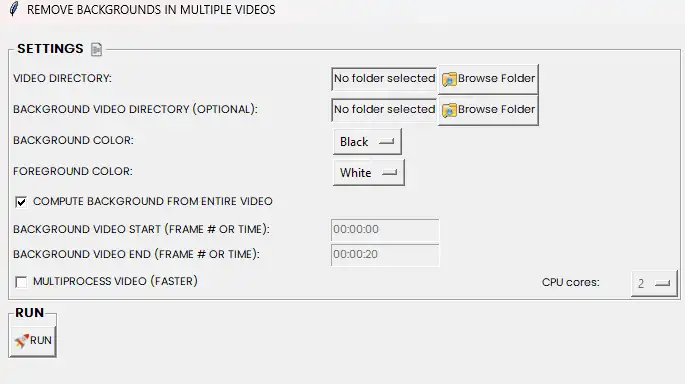 REMOVE BACKGROUNDS IN MULTIPLE VIDEOS
SETTINGS
VIDEO DIRECTORY: No folder selected Browse Folder
BACKGROUND VIDEO DIRECTORY (OPTIONAL): No folder selected Browse Folder
BACKGROUND COLOR: Black
FOREGROUND COLOR: White
COMPUTE BACKGROUND FROM ENTIRE VIDEO
BACKGROUND VIDEO START (FRAME # OR TIME): 00:00:00
BACKGROUND VIDEO END (FRAME # OR TIME): 00:00:20
MULTIPROCESS VIDEO (FASTER) CPU cores: 2
RUN
RUN